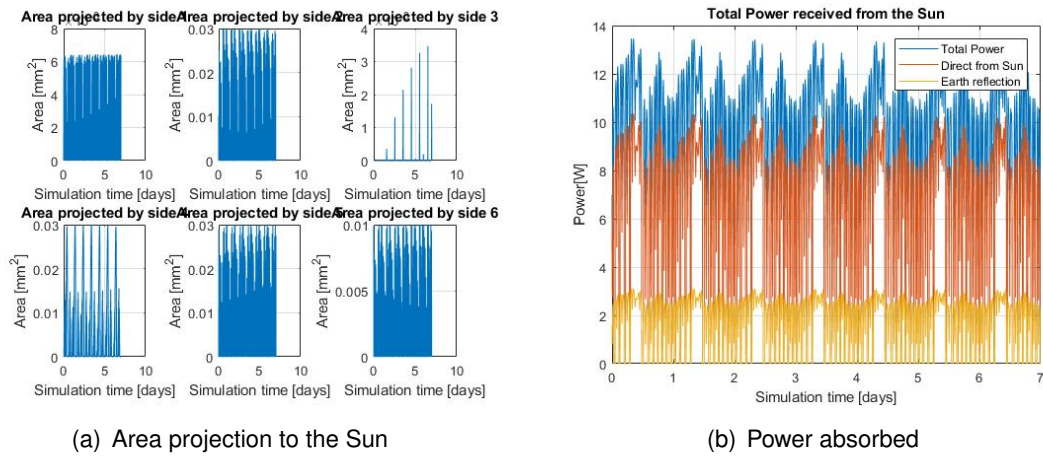 Area projected by side 1
Area projected by side 2
Area projected by side 3
8
6
4
2
0
Area [mm2]
0 5 10
Simulation time [days]
0.03
0.02
0.01
0
Area [mm2]
0 5 10
Simulation time [days]
4
3
2
1
0
Area [mm2]
0 5 10
Simulation time [days]
Area projected by side 4
Area projected by side 5
Area projected by side 6
0.03
0.02
0.01
0
Area [mm2]
0 5 10
Simulation time [days]
0.03
0.02
0.01
0
Area [mm2]
0 5 10
Simulation time [days]
0.01
0.005
0
Area [mm2]
0 5 10
Simulation time [days]
(a) Area projection to the Sun
Total Power received from the Sun
Total Power
Direct from Sun
Earth reflection
14
12
10
8
6
4
2
0
Power[W]
0 1 2 3 4 5 6 7
Simulation time [days]
(b) Power absorbed